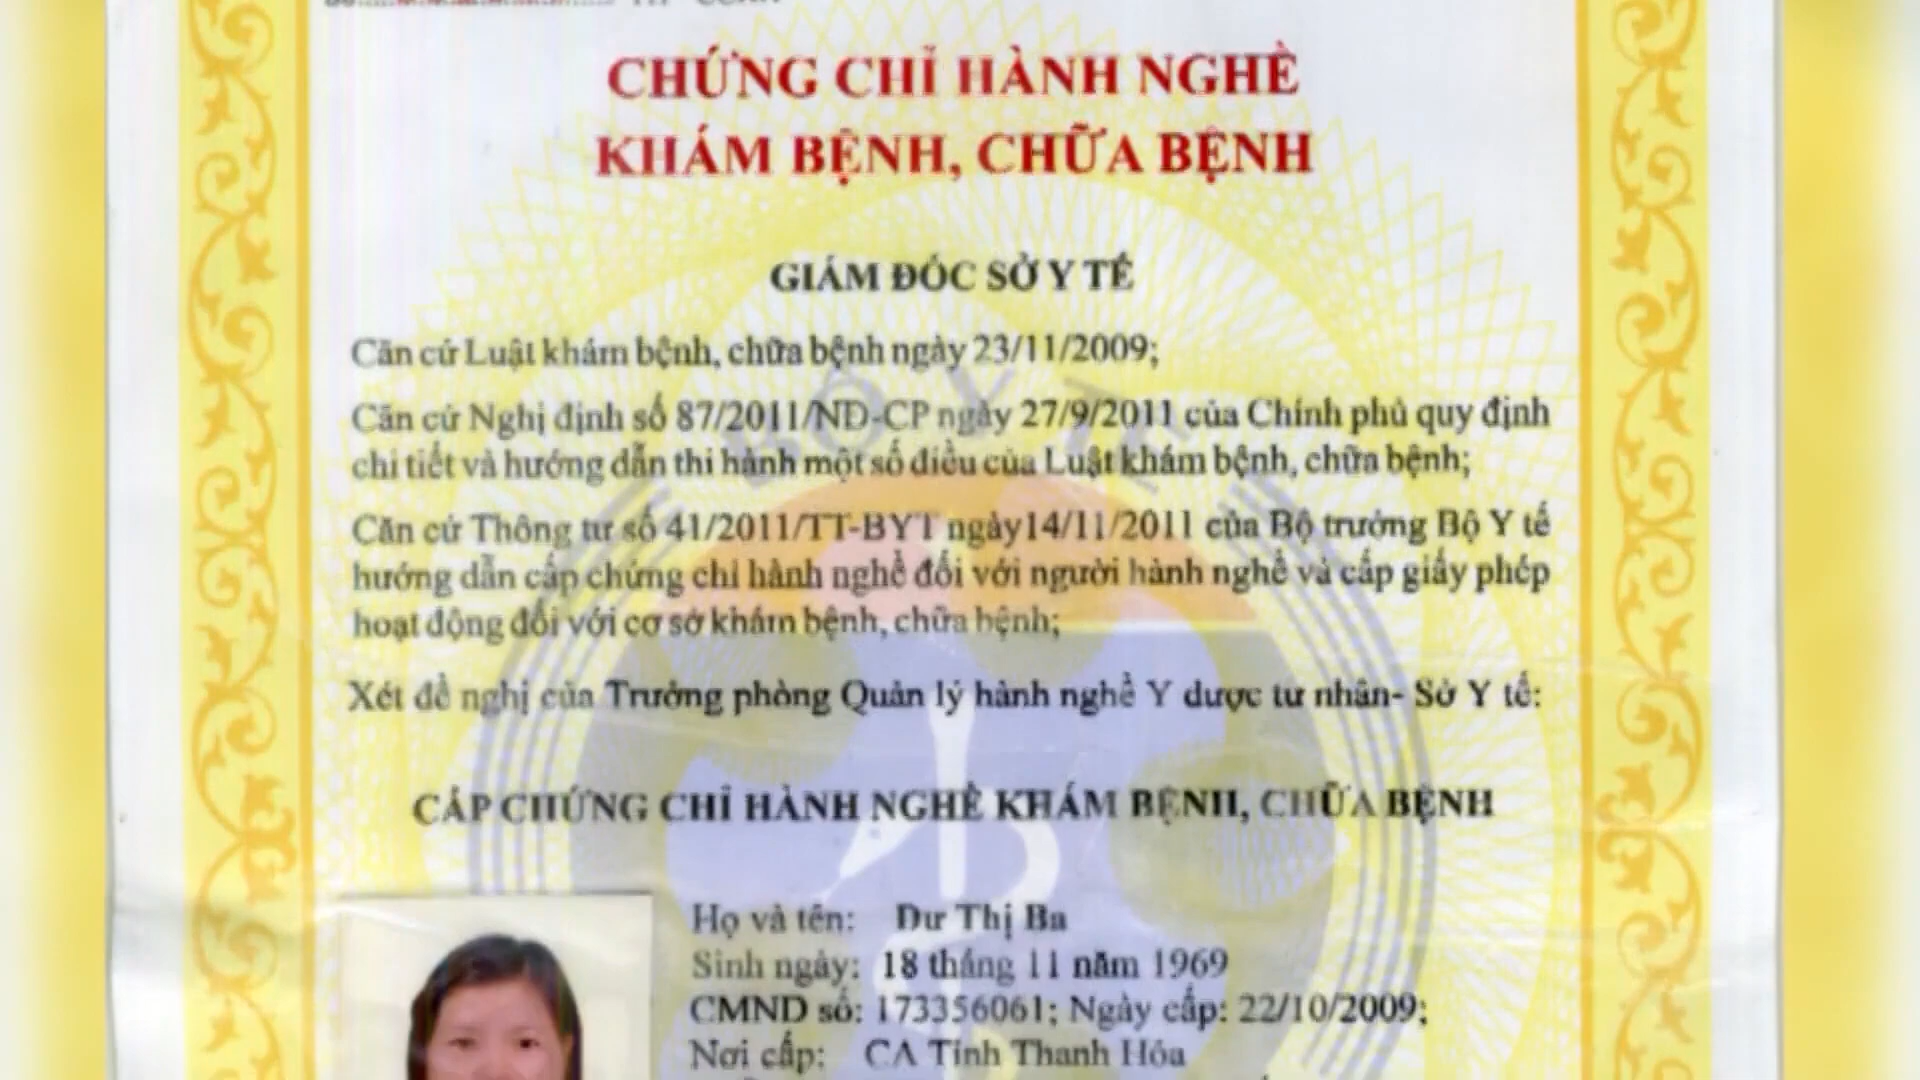 CHỨNG CHỈ HÀNH NGHỀ
KHÁM BỆNH, CHỮA BỆNH
GIÁM ĐỐC SỞ Y TẾ
Căn cứ Luật khám bệnh, chữa bệnh ngày 23/11/2009;
Căn cứ Nghị định số 87/2011/NĐ-CP ngày 27/9/2011 của Chính phủ quy định
chi tiết và hướng dẫn thi hành một số điều của Luật khám bệnh, chữa bệnh;
Căn cứ Thông tư số 41/2011/TT-BYT ngày14/11/2011 của Bộ trưởng Bộ Y tế
hướng dẫn cấp chứng chỉ hành nghề đối với người hành nghề và cấp giấy phép
hoạt động đối với cơ sở khám bệnh, chữa bệnh;
Xét đề nghị của Trưởng phòng Quản lý hành nghề Y dược tư nhân- Sở Y tế:
CẤP CHỨNG CHỈ HÀNH NGHỀ KHÁM BỆNH, CHỮA BỆNH
Họ và tên: Dư Thị Ba
Sinh ngày: 18 tháng 11 năm 1969
CMND số: 173356061; Ngày cấp: 22/10/2009;
Nơi cấp: CA Tỉnh Thanh Hóa
BỘ Y TẾ